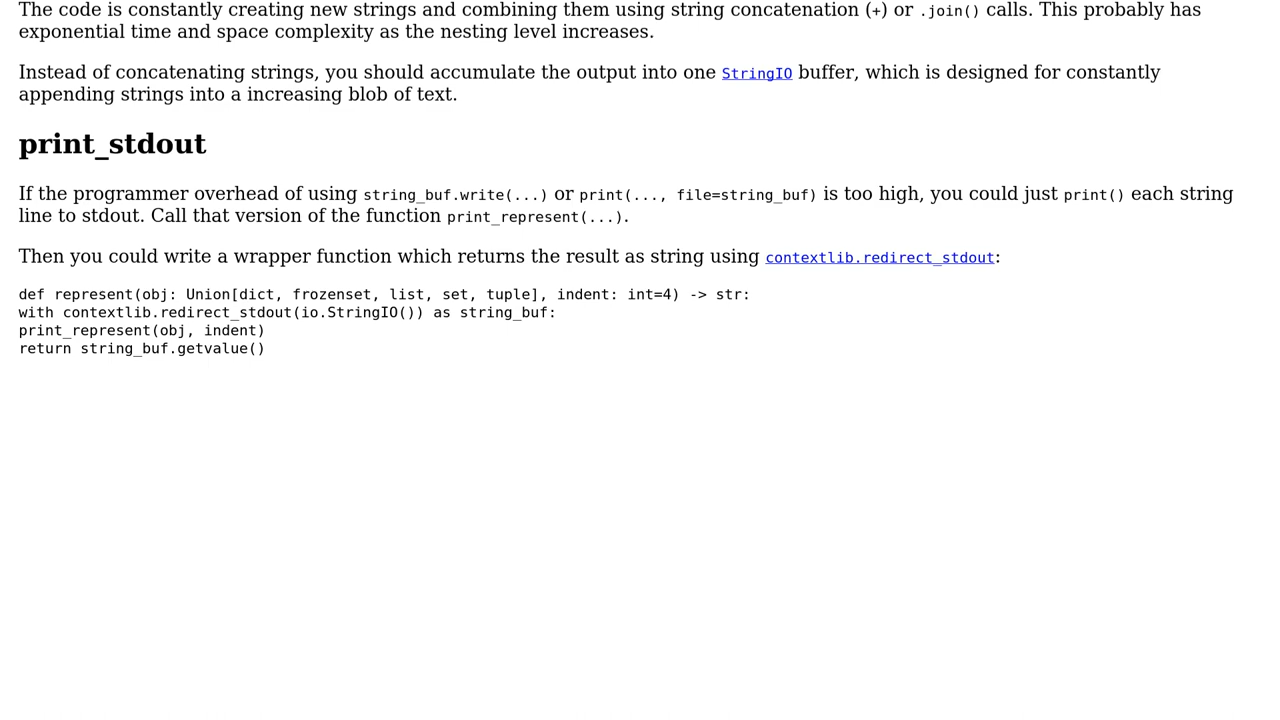 The code is constantly creating new strings and combining them using string concatenation (+) or .join() calls. This probably has
exponential time and space complexity as the nesting level increases.
Instead of concatenating strings, you should accumulate the output into one StringIO buffer, which is designed for constantly
appending strings into a increasing blob of text.
print_stdout
If the programmer overhead of using string_buf.write(...) or print(..., file=string_buf) is too high, you could just print() each string
line to stdout. Call that version of the function print_represent(...).
Then you could write a wrapper function which returns the result as string using contextlib.redirect_stdout:
def represent(obj: Union[dict, frozenset, list, set, tuple], indent: int=4) -> str:
with contextlib.redirect_stdout(io.StringIO()) as string_buf:
print_represent(obj, indent)
return string_buf.getvalue()